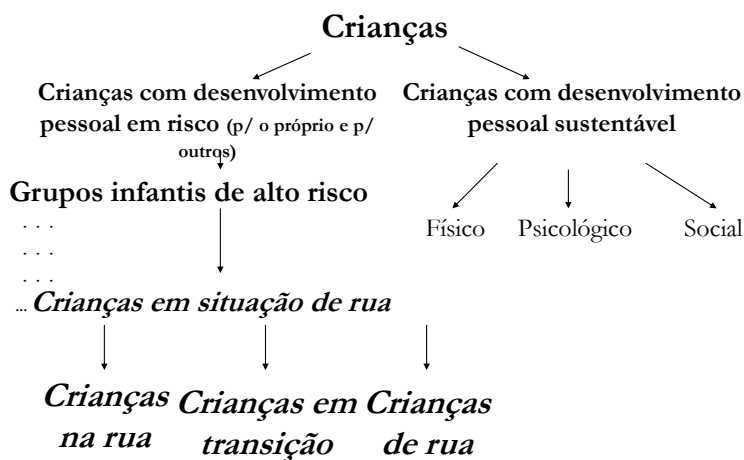 Crianças
Crianças com desenvolvimento
pessoal em risco (p/ o próprio e p/
outros)
Crianças com desenvolvimento
pessoal sustentável
Grupos infantis de alto risco
. . .
. . .
. . .
... Crianças em situação de rua
Físico
Psicológico
Social
Crianças
na rua
Crianças em
transição
Crianças
de rua